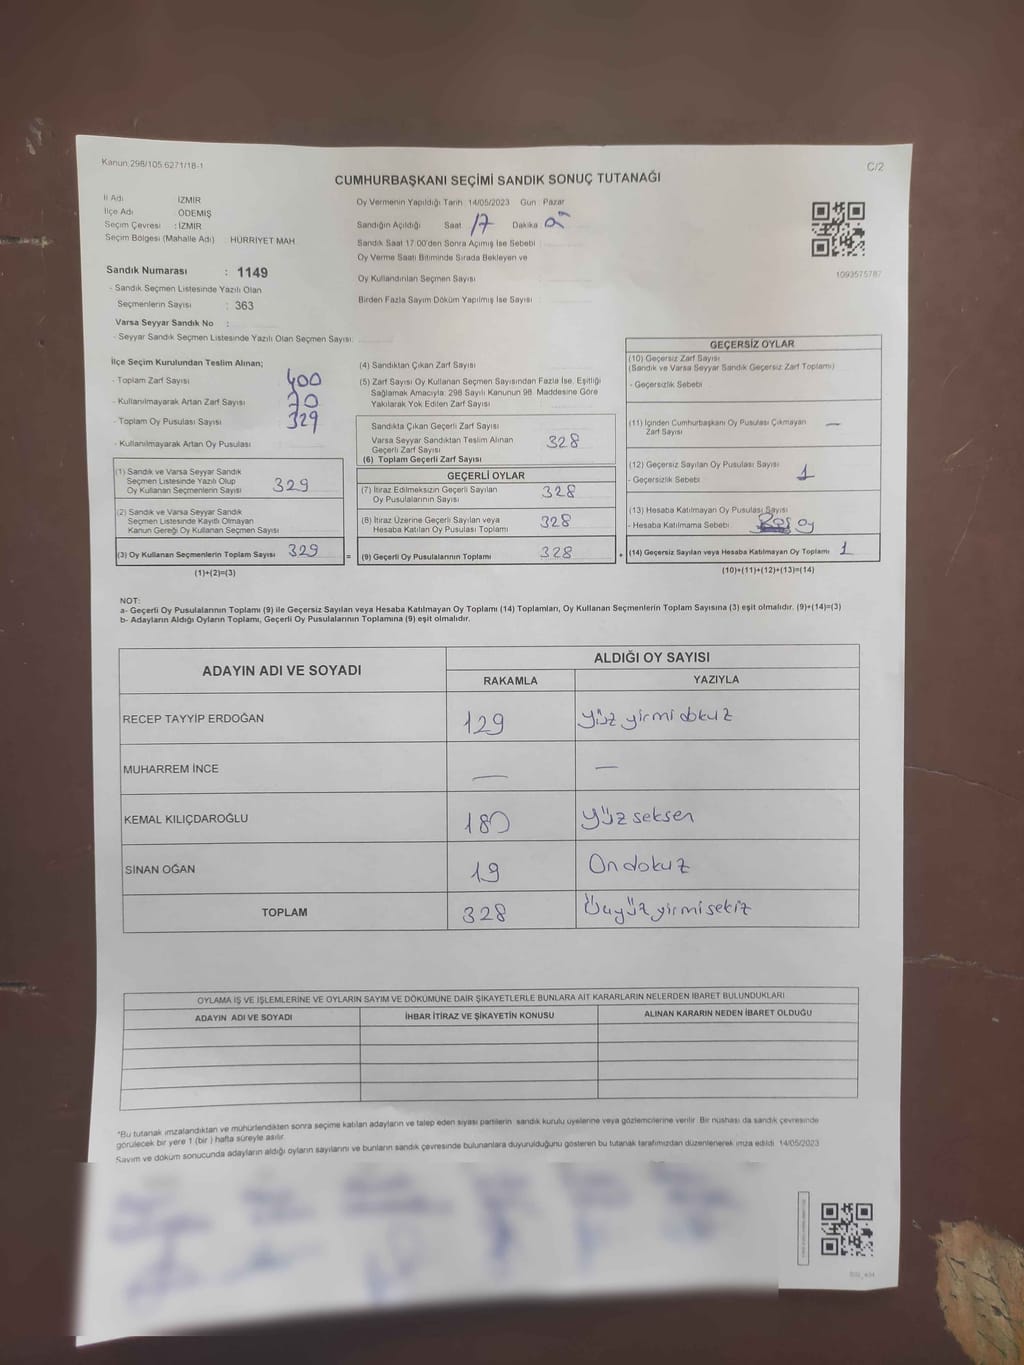 Kanun:298/105.6271/18-1
C/2
CUMHURBAŞKANI SEÇİMİ SANDIK SONUÇ TUTANAĞI
İl Adı : İZMİR
İlçe Adı : ÖDEMİŞ
Seçim Çevresi : İZMİR
Seçim Bölgesi (Mahalle Adı) : HÜRRİYET MAH
Sandık Numarası : 1149
- Sandık Seçmen Listesinde Yazılı Olan
Seçmenlerin Sayısı : 363
Varsa Seyyar Sandık No :
- Seyyar Sandık Seçmen Listesinde Yazılı Olan Seçmen Sayısı:
Oy Vermenin Yapıldığı Tarih: 14/05/2023 Gün: Pazar
Sandığın Açıldığı Saat 17 Dakika
Sandık Saat 17:00'den Sonra Açımış İse Sebebi :
Oy Verme Saati Bitiminde Sırada Bekleyen ve
Oy Kullandırılan Seçmen Sayısı :
Birden Fazla Sayım Döküm Yapılmış İse Sayısı :
1093575787
İlçe Seçim Kurulundan Teslim Alınan;
- Toplam Zarf Sayısı 400
- Kullanılmayarak Artan Zarf Sayısı 70
- Toplam Oy Pusulası Sayısı 329
- Kullanılmayarak Artan Oy Pusulası
(1) Sandık ve Varsa Seyyar Sandık
Seçmen Listesinde Yazılı Olup
Oy Kullanan Seçmenlerin Sayısı 329
(2) Sandık ve Varsa Seyyar Sandık
Seçmen Listesinde Kayıtlı Olmayan
Kanun Gereği Oy Kullanan Seçmen Sayısı
(3) Oy Kullanan Seçmenlerin Toplam Sayısı 329
(1)+(2)=(3)
=
(4) Sandıktan Çıkan Zarf Sayısı
(5) Zarf Sayısı Oy Kullanan Seçmen Sayısından Fazla İse, Eşitliği
Sağlamak Amacıyla; 298 Sayılı Kanunun 98. Maddesine Göre
Yakılarak Yok Edilen Zarf Sayısı
Sandıkta Çıkan Geçerli Zarf Sayısı
Varsa Seyyar Sandıktan Teslim Alınan
Geçerli Zarf Sayısı 328
(6) Toplam Geçerli Zarf Sayısı
GEÇERLİ OYLAR
(7) İtiraz Edilmeksizin Geçerli Sayılan
Oy Pusulalarının Sayısı 328
(8) İtiraz Üzerine Geçerli Sayılan veya
Hesaba Katılan Oy Pusulası Toplamı 328
(9) Geçerli Oy Pusulalarının Toplamı 328
+
GEÇERSİZ OYLAR
(10) Geçersiz Zarf Sayısı
(Sandık ve Varsa Seyyar Sandık Geçersiz Zarf Toplamı)
- Geçersizlik Sebebi
(11) İçinden Cumhurbaşkanı Oy Pusulası Çıkmayan
Zarf Sayısı —
(12) Geçersiz Sayılan Oy Pusulası Sayısı 1
- Geçersizlik Sebebi
(13) Hesaba Katılmayan Oy Pusulası Sayısı
- Hesaba Katılmama Sebebi Boş oy
(14) Geçersiz Sayılan veya Hesaba Katılmayan Oy Toplamı 1
(10)+(11)+(12)+(13)=(14)
NOT:
a- Geçerli Oy Pusulalarının Toplamı (9) ile Geçersiz Sayılan veya Hesaba Katılmayan Oy Toplamı (14) Toplamları, Oy Kullanan Seçmenlerin Toplam Sayısına (3) eşit olmalıdır. (9)+(14)=(3)
b- Adayların Aldığı Oyların Toplamı, Geçerli Oy Pusulalarının Toplamına (9) eşit olmalıdır.
ADAYIN ADI VE SOYADI
ALDIĞI OY SAYISI
RAKAMLA YAZIYLA
RECEP TAYYİP ERDOĞAN 129 yüz yirmi dokuz
MUHARREM İNCE — —
KEMAL KILIÇDAROĞLU 180 yüz seksen
SİNAN OĞAN 19 On dokuz
TOPLAM 328 Üçyüz yirmi sekiz
OYLAMA İŞ VE İŞLEMLERİNE VE OYLARIN SAYIM VE DÖKÜMÜNE DAİR ŞİKAYETLERLE BUNLARA AİT KARARLARIN NELERDEN İBARET BULUNDUKLARI
ADAYIN ADI VE SOYADI İHBAR İTİRAZ VE ŞİKAYETİN KONUSU ALINAN KARARIN NEDEN İBARET OLDUĞU
*Bu tutanak imzalandıktan ve mühürlendikten sonra seçime katılan adayların ve talep eden siyasi partilerin sandık kurulu üyelerine veya gözlemcilerine verilir. Bir nüshası da sandık çevresinde
görülecek bir yere 1 (bir ) hafta süreyle asılır.
Sayım ve döküm sonucunda adayların aldığı oyların sayılarını ve bunların sandık çevresinde bulunanlara duyurulduğunu gösteren bu tutanak tarafımızdan düzenlenerek imza edildi. 14/05/2023